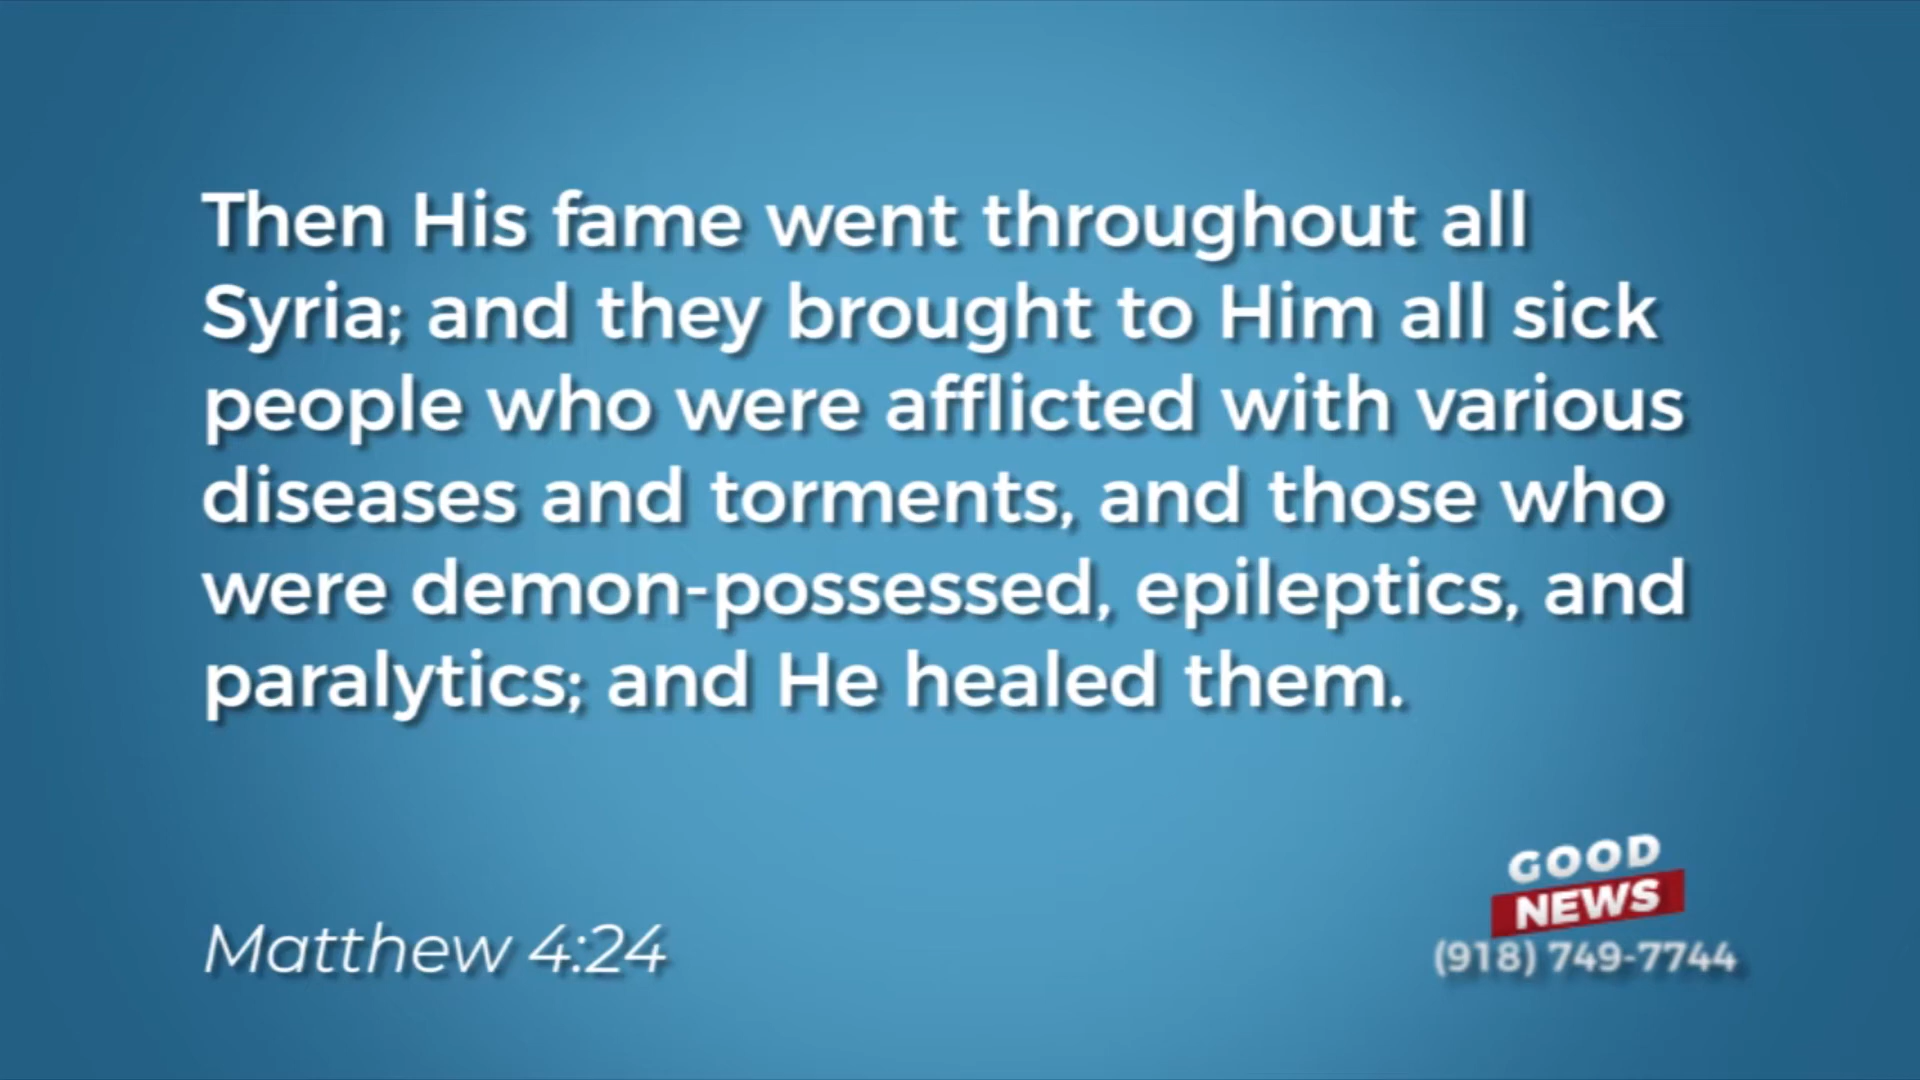 Then His fame went throughout all
Syria; and they brought to Him all sick
people who were afflicted with various
diseases and torments, and those who
were demon-possessed, epileptics, and
paralytics; and He healed them.
Matthew 4:24
GOOD
NEWS
(918) 749-7744